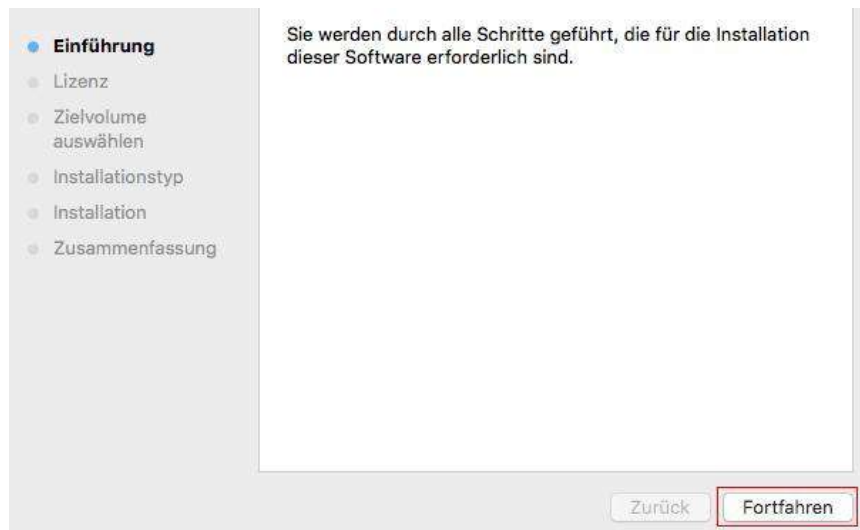 Einführung
Lizenz
Zielvolume
auswählen
Installationstyp
Installation
Zusammenfassung
Sie werden durch alle Schritte geführt, die für die Installation
dieser Software erforderlich sind.
Zurück
Fortfahren